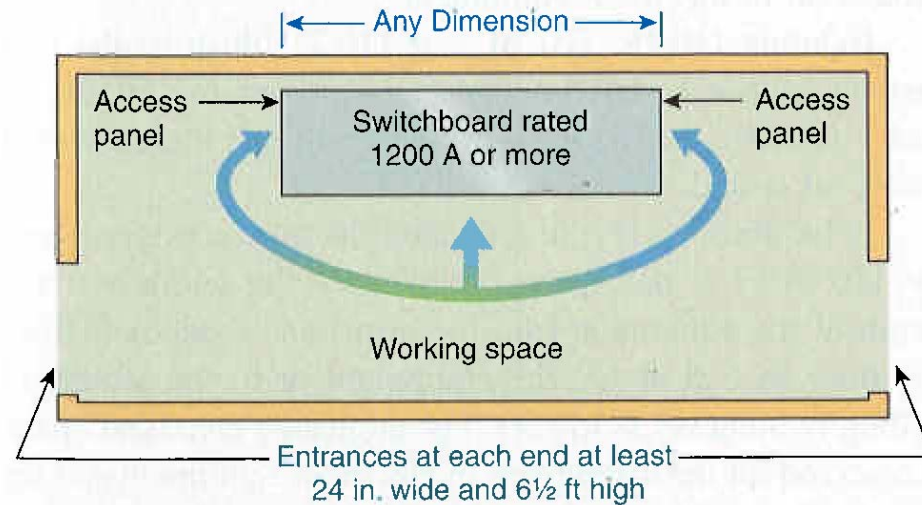 Any Dimension
Access
panel
Switchboard rated
1200 A or more
Access
panel
Working space
Entrances at each end at least
24 in. wide and 6½ ft high